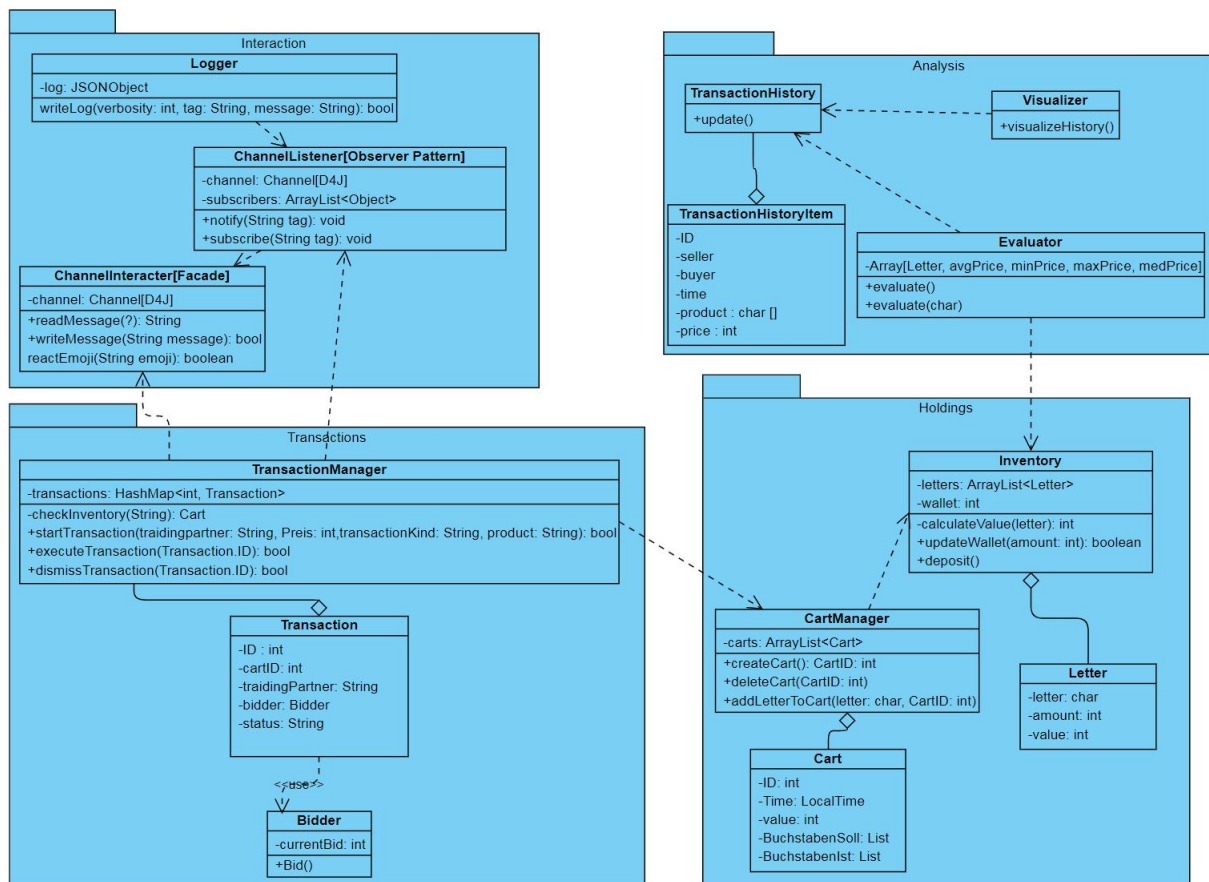 Interaction
Logger
-log: JSONObject
writeLog(verbosity: int, tag: String, message: String): bool
ChannelListener[Observer Pattern]
-channel: Channel[D4J]
-subscribers: ArrayList<Object>
+notify(String tag): void
+subscribe(String tag): void
ChannelInteracter[Facade]
-channel: Channel[D4J]
+readMessage(?): String
+writeMessage(String message): bool
reactEmoji(String emoji): boolean
Analysis
TransactionHistory
+update()
Visualizer
+visualizeHistory()
TransactionHistoryItem
-ID
-seller
-buyer
-time
-product : char []
-price : int
Evaluator
-Array[Letter, avgPrice, minPrice, maxPrice, medPrice]
+evaluate()
+evaluate(char)
Transactions
TransactionManager
-transactions: HashMap<int, Transaction>
-checkInventory(String): Cart
+startTransaction(traidingpartner: String, Preis: int,transactionKind: String, product: String): bool
+executeTransaction(Transaction.ID): bool
+dismissTransaction(Transaction.ID): bool
Transaction
-ID : int
-cartID: int
-traidingPartner: String
-bidder: Bidder
-status: String
<<use>>
Bidder
-currentBid: int
+Bid()
Holdings
Inventory
-letters: ArrayList<Letter>
-wallet: int
-calculateValue(letter): int
+updateWallet(amount: int): boolean
+deposit()
CartManager
-carts: ArrayList<Cart>
+createCart(): CartID: int
+deleteCart(CartID: int)
+addLetterToCart(letter: char, CartID: int)
Letter
-letter: char
-amount: int
-value: int
Cart
-ID: int
-Time: LocalTime
-value: int
-BuchstabenSoll: List
-BuchstabenIst: List